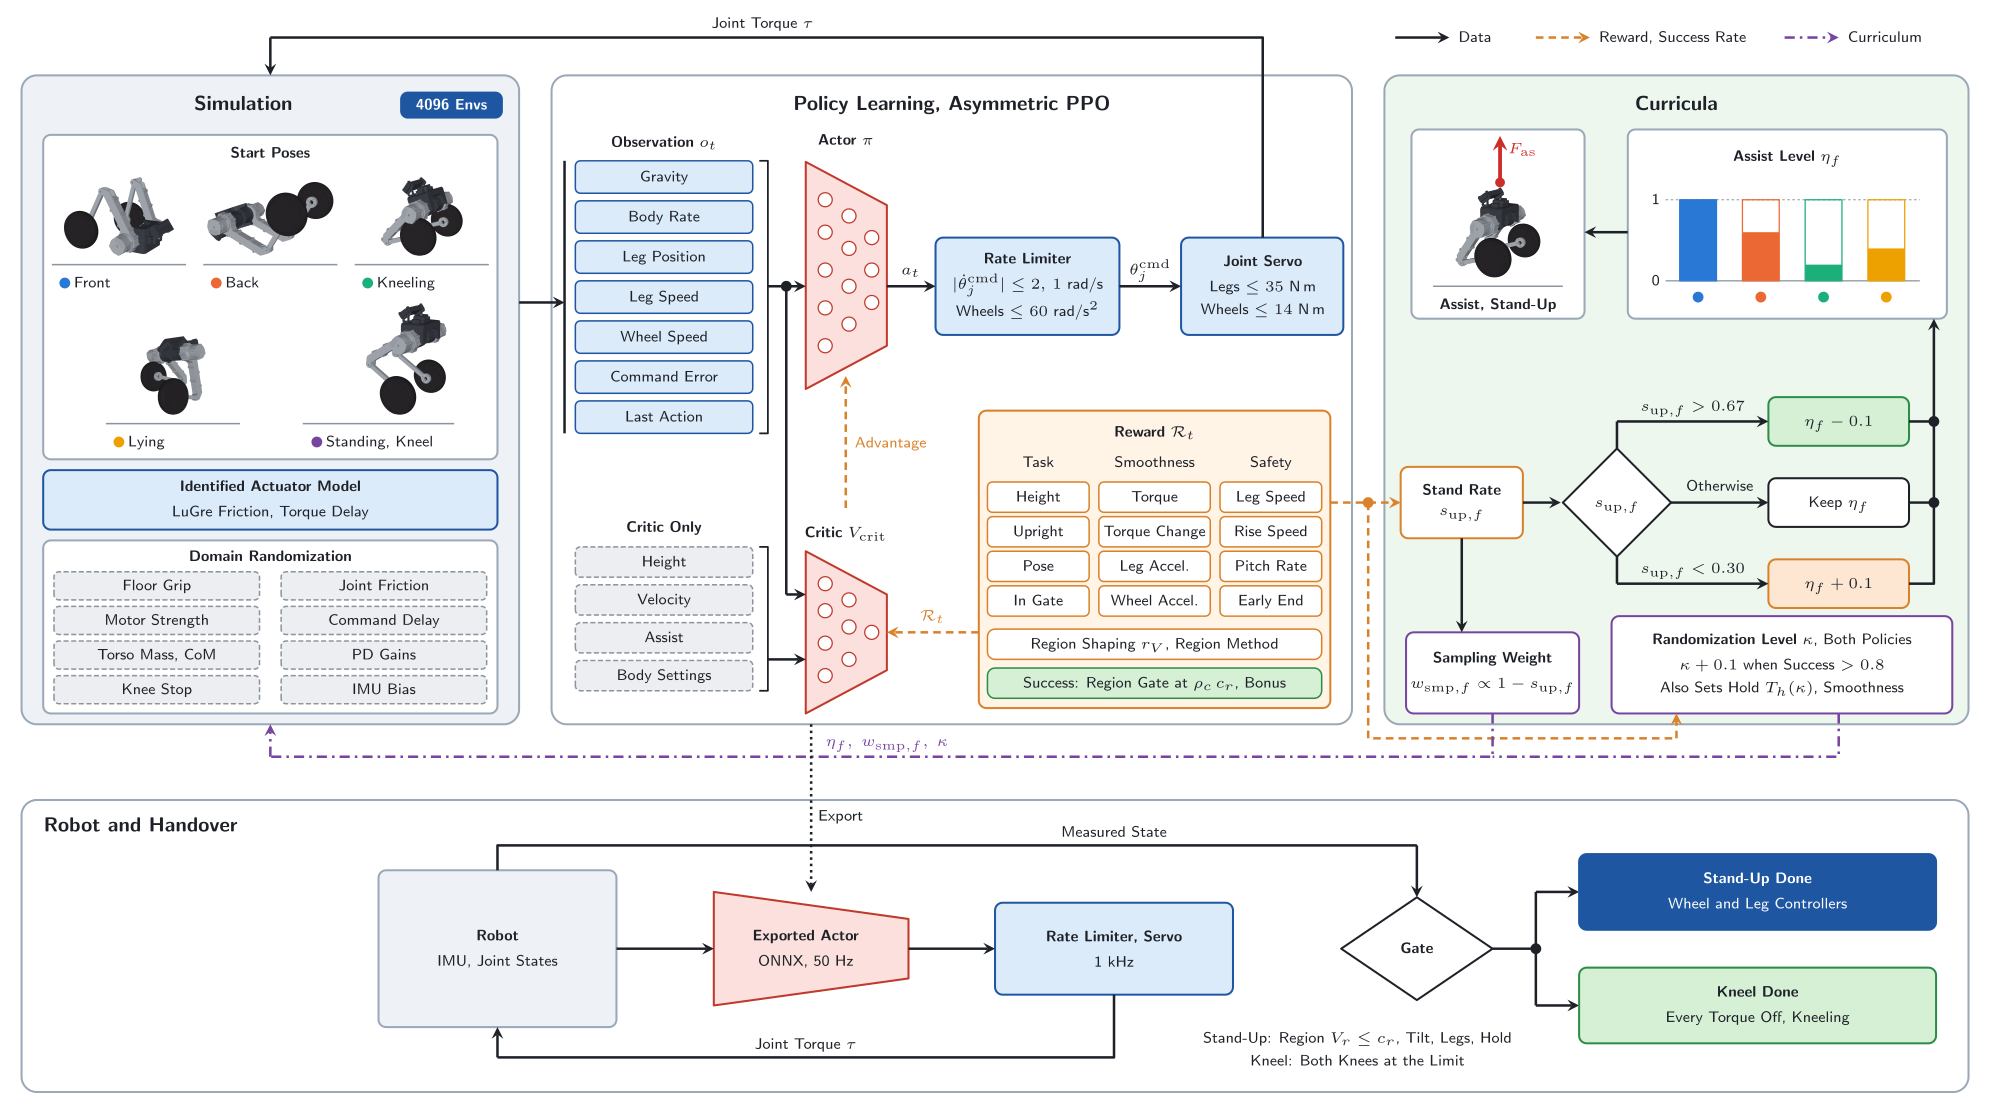 Joint Torque τ
Data
Reward, Success Rate
Curriculum
Simulation
4096 Envs
Start Poses
Front
Back
Kneeling
Lying
Standing, Kneel
Identified Actuator Model
LuGre Friction, Torque Delay
Domain Randomization
Floor Grip
Joint Friction
Motor Strength
Command Delay
Torso Mass, CoM
PD Gains
Knee Stop
IMU Bias
Policy Learning, Asymmetric PPO
Observation o_t
Gravity
Body Rate
Leg Position
Leg Speed
Wheel Speed
Command Error
Last Action
Actor π
a_t
Rate Limiter
|θ̇_j^cmd| ≤ 2, 1 rad/s
Wheels ≤ 60 rad/s²
θ_j^cmd
Joint Servo
Legs ≤ 35 N m
Wheels ≤ 14 N m
Advantage
Critic Only
Height
Velocity
Assist
Body Settings
Critic V_crit
R_t
Reward R_t
Task
Smoothness
Safety
Height
Torque
Leg Speed
Upright
Torque Change
Rise Speed
Pose
Leg Accel.
Pitch Rate
In Gate
Wheel Accel.
Early End
Region Shaping r_V, Region Method
Success: Region Gate at ρ_c c_r, Bonus
Curricula
F_as
Assist, Stand-Up
Assist Level η_f
1
0
Stand Rate
s_up,f
s_up,f
s_up,f > 0.67
η_f − 0.1
Otherwise
Keep η_f
s_up,f < 0.30
η_f + 0.1
Sampling Weight
w_smp,f ∝ 1 − s_up,f
Randomization Level κ, Both Policies
κ + 0.1 when Success > 0.8
Also Sets Hold T_h(κ), Smoothness
η_f, w_smp,f, κ
Export
Robot and Handover
Measured State
Robot
IMU, Joint States
Exported Actor
ONNX, 50 Hz
Rate Limiter, Servo
1 kHz
Joint Torque τ
Gate
Stand-Up: Region V_r ≤ c_r, Tilt, Legs, Hold
Kneel: Both Knees at the Limit
Stand-Up Done
Wheel and Leg Controllers
Kneel Done
Every Torque Off, Kneeling